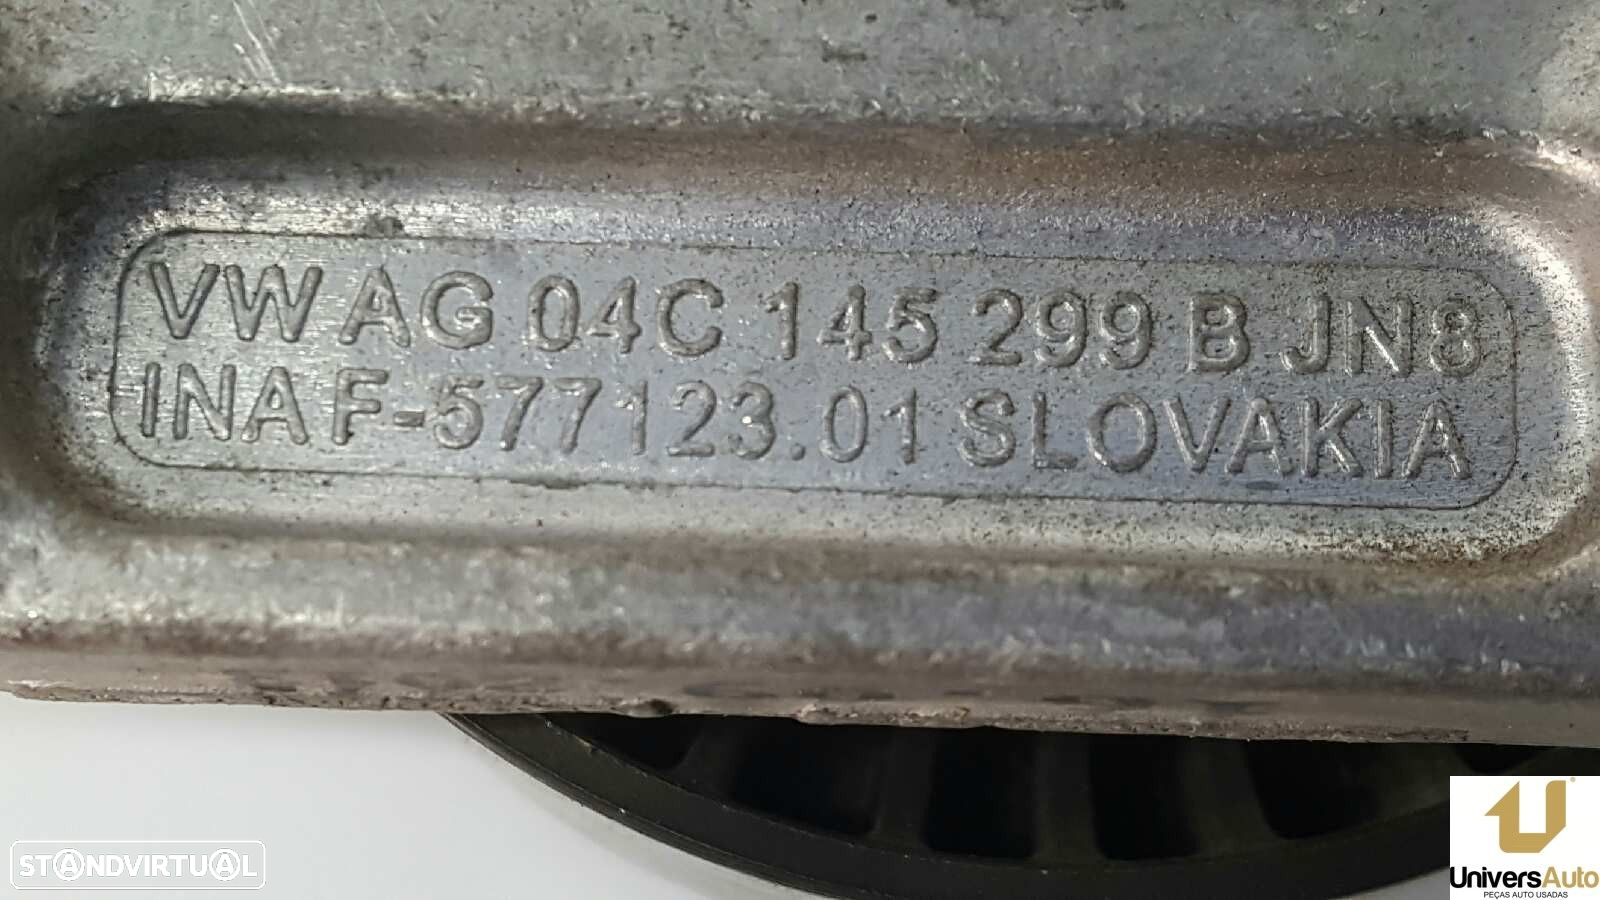 VW AG 04C 145 299 B JN8
INA F-577123.01 SLOVAKIA
STANDVIRTUAL
UniversAuto
PEÇAS AUTO USADAS